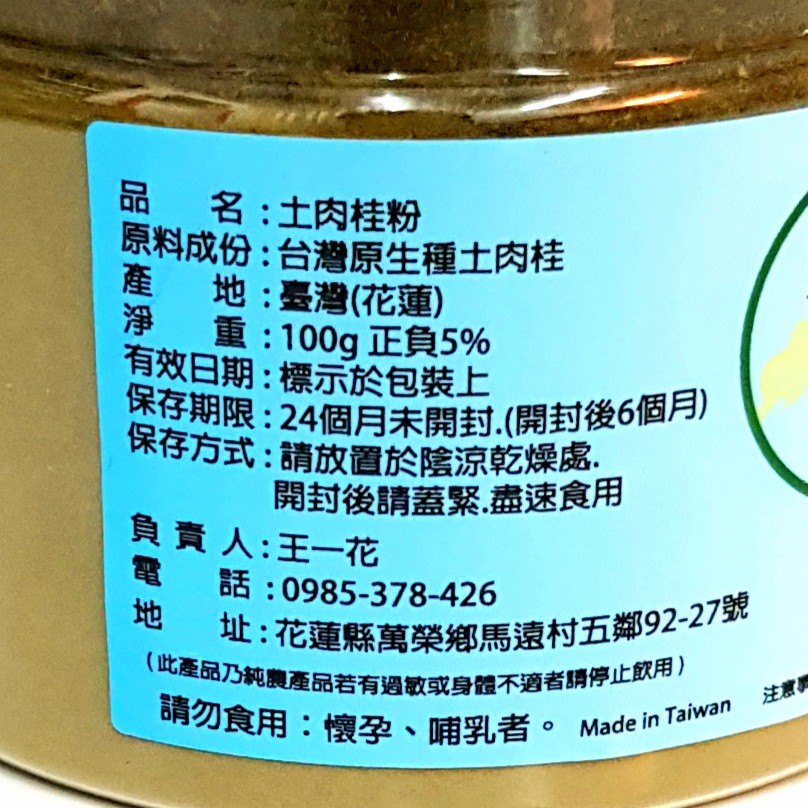 品名:土肉桂粉
原料成份:台灣原生種土肉桂
產地:臺灣(花蓮)
淨重:100g 正負5%
有效日期:標示於包裝上
保存期限:24個月未開封.(開封後6個月)
保存方式:請放置於陰涼乾燥處.
開封後請蓋緊.盡速食用
負責人:王一花
電話:0985-378-426
地址:花蓮縣萬榮鄉馬遠村五鄰92-27號
(此產品乃純農產品若有過敏或身體不適者請停止飲用)
請勿食用：懷孕、哺乳者。 Made in Taiwan
注意